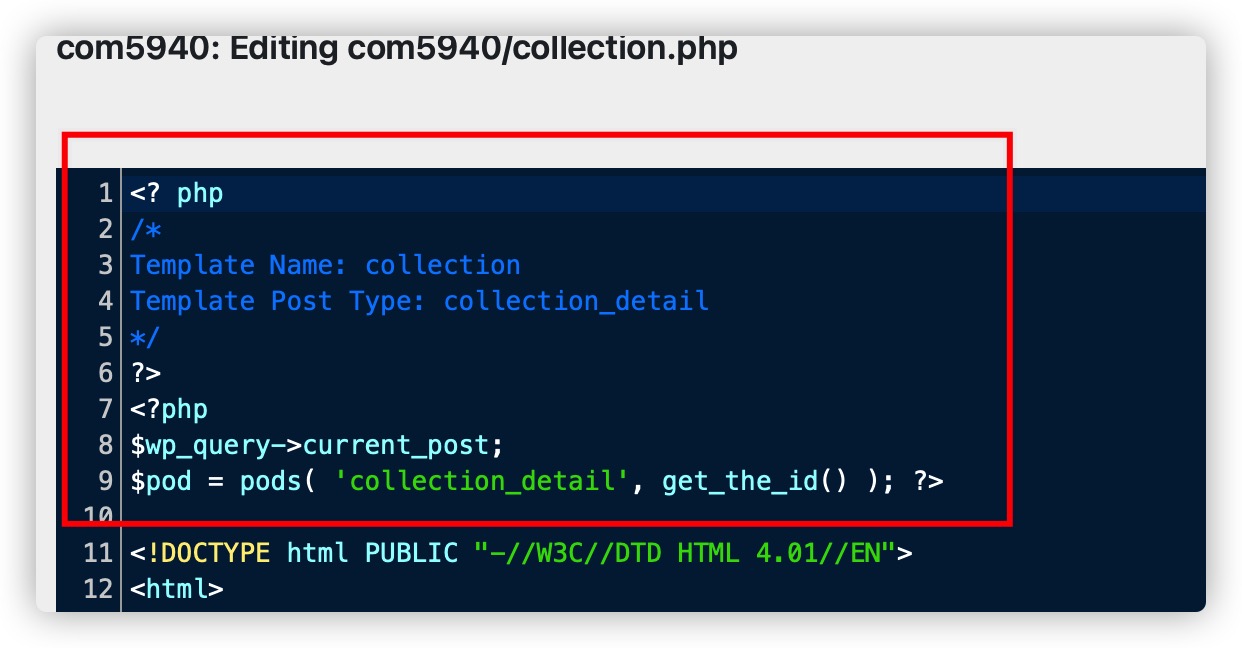 com5940: Editing com5940/collection.php
1 <? php
2 /*
3 Template Name: collection
4 Template Post Type: collection_detail
5 */
6 ?>
7 <?php
8 $wp_query->current_post;
9 $pod = pods( 'collection_detail', get_the_id() ); ?>
10
11 <!DOCTYPE html PUBLIC "-//W3C//DTD HTML 4.01//EN">
12 <html>